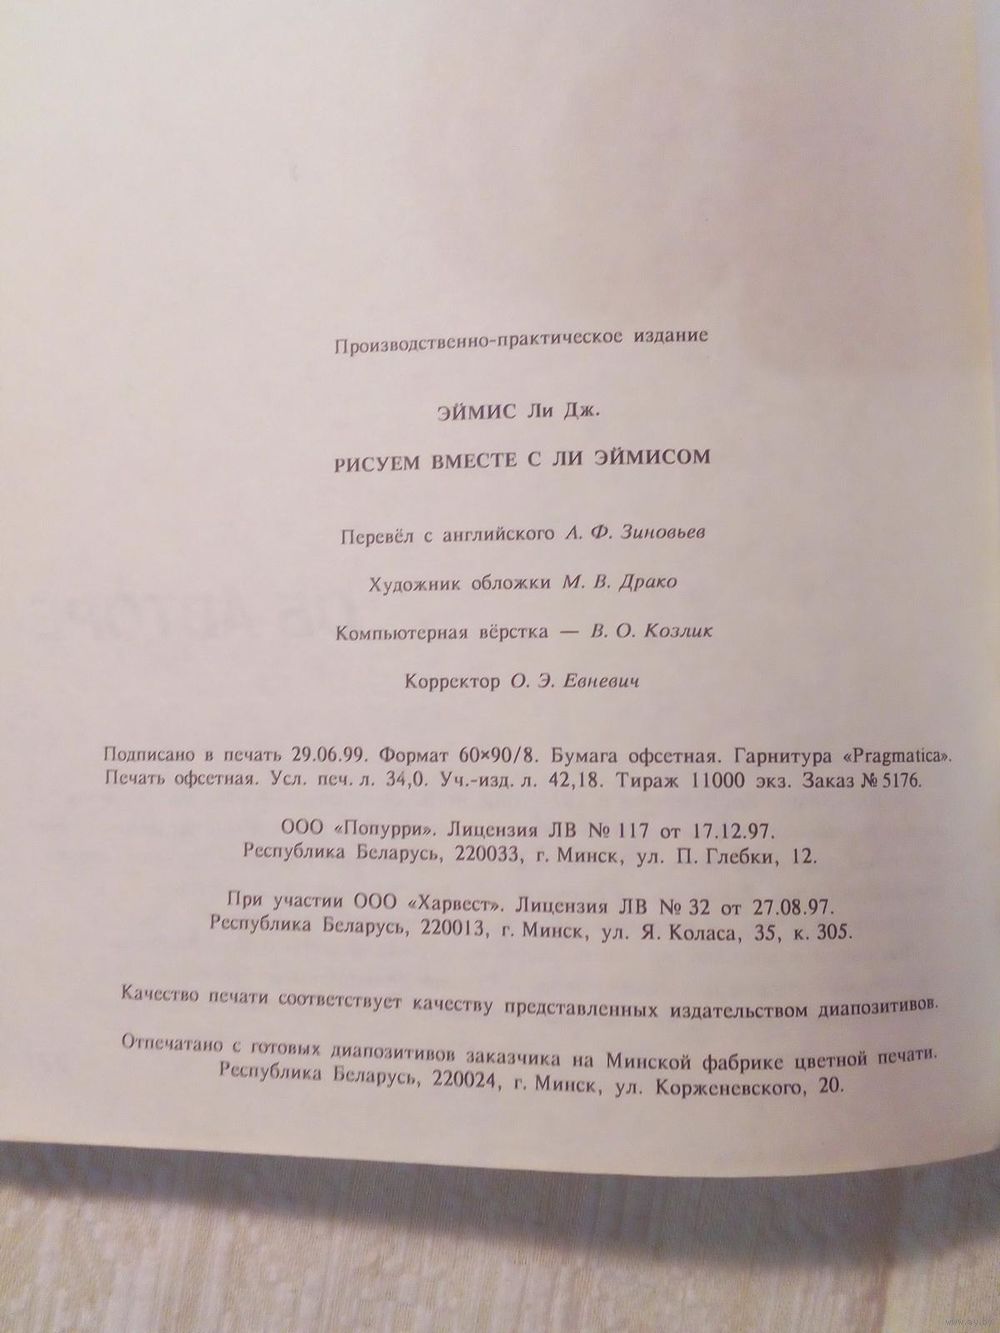 Производственно-практическое издание
ЭЙМИС Ли Дж.
РИСУЕМ ВМЕСТЕ С ЛИ ЭЙМИСОМ
Перевёл с английского А. Ф. Зиновьев
Художник обложки М. В. Драко
Компьютерная вёрстка — В. О. Козлик
Корректор О. Э. Евневич
Подписано в печать 29.06.99. Формат 60×90/8. Бумага офсетная. Гарнитура «Pragmatica».
Печать офсетная. Усл. печ. л. 34,0. Уч.-изд. л. 42,18. Тираж 11000 экз. Заказ № 5176.
ООО «Попурри». Лицензия ЛВ № 117 от 17.12.97.
Республика Беларусь, 220033, г. Минск, ул. П. Глебки, 12.
При участии ООО «Харвест». Лицензия ЛВ № 32 от 27.08.97.
Республика Беларусь, 220013, г. Минск, ул. Я. Коласа, 35, к. 305.
Качество печати соответствует качеству представленных издательством диапозитивов.
Отпечатано с готовых диапозитивов заказчика на Минской фабрике цветной печати.
Республика Беларусь, 220024, г. Минск, ул. Корженевского, 20.